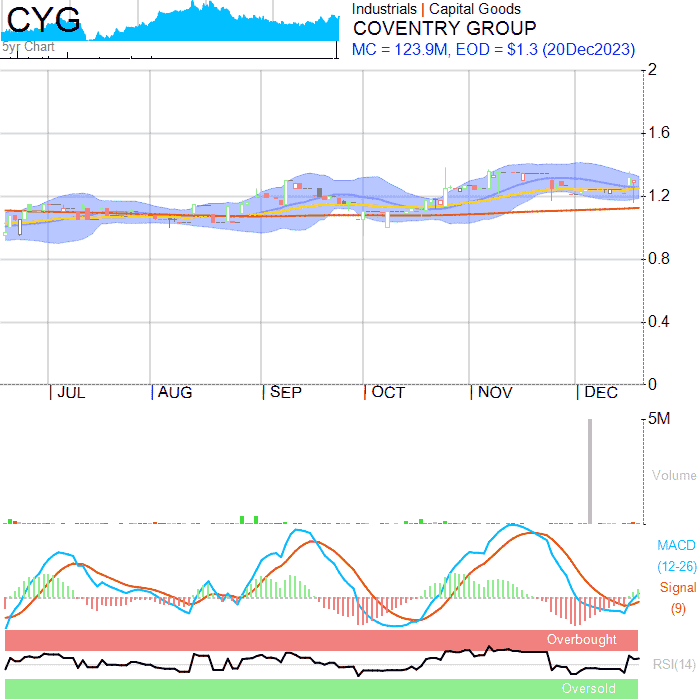 CYG
5yr Chart
Industrials | Capital Goods
COVENTRY GROUP
MC = 123.9M, EOD = $1.3 (20Dec2023)
2
1.6
1.2
0.8
0.4
0
JUL AUG SEP OCT NOV DEC
5M
Volume
MACD
(12-26)
Signal
(9)
Overbought
RSI(14)
Oversold